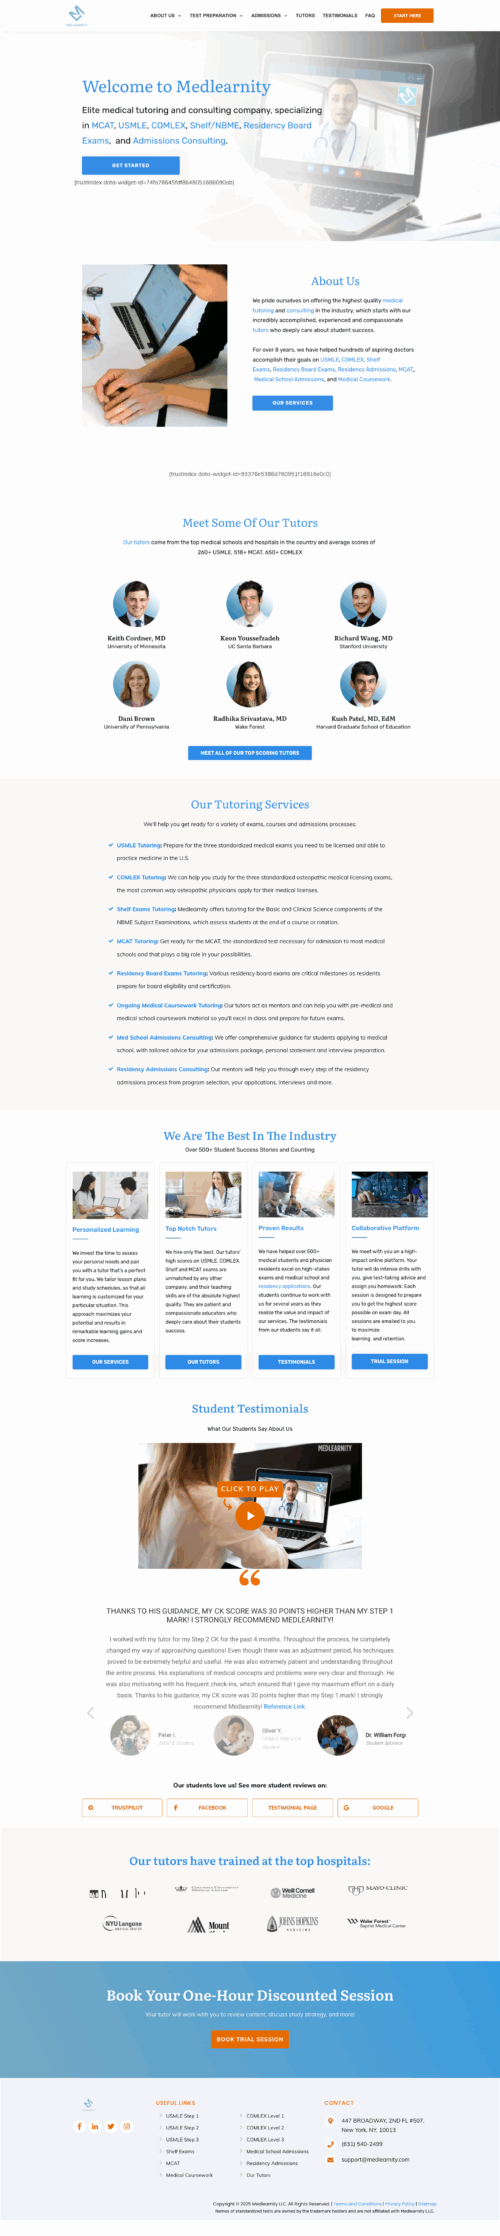 ABOUT US
TEST PREPARATION
ADMISSIONS
TUTORS
TESTIMONIALS
FAQ
START HERE
Welcome to Medlearnity
Elite medical tutoring and consulting company, specializing
in MCAT, USMLE, COMLEX, Shelf/NBME, Residency Board
Exams, and Admissions Consulting.
GET STARTED
About Us
We pride ourselves on offering the highest quality medical
tutoring and consulting in the industry, which starts with our
incredibly accomplished, experienced and compassionate
tutors who deeply care about student success.
For over 8 years, we have helped hundreds of aspiring doctors
accomplish their goals on USMLE, COMLEX, Shelf
Exams, Residency Board Exams, Residency Admissions, MCAT,
Medical School Admissions, and Medical Coursework.
OUR SERVICES
Meet Some Of Our Tutors
Our tutors come from the top medical schools and hospitals in the country and average scores of
260+ USMLE, 518+ MCAT, 650+ COMLEX
Keith Cordner, MD
University of Minnesota
Keon Youssefzadeh
UC Santa Barbara
Richard Wang, MD
Stanford University
Dani Brown
University of Pennsylvania
Radhika Srivastava, MD
Wake Forest
Kush Patel, MD, EdM
Harvard Graduate School of Education
MEET ALL OF OUR TOP SCORING TUTORS
Our Tutoring Services
We'll help you get ready for a variety of exams, courses and admissions processes:
USMLE Tutoring: Prepare for the three standardized medical exams you need to be licensed and able to
practice medicine in the U.S.
COMLEX Tutoring: We can help you study for the three standardized osteopathic medical licensing exams,
the most common way osteopathic physicians apply for their medical licenses.
Shelf Exams Tutoring: Medlearnity offers tutoring for the Basic and Clinical Science components of the
NBME Subject Examinations, which assess students at the end of a course or rotation.
MCAT Tutoring: Get ready for the MCAT, the standardized test necessary for admission to most medical
schools and that plays a big role in your possibilities.
Residency Board Exams Tutoring: Various residency board exams are critical milestones as residents
prepare for board eligibility and certification.
Ongoing Medical Coursework Tutoring: Our tutors act as mentors and can help you with pre-medical and
medical school coursework material so you'll excel in class and prepare for future exams.
Med School Admissions Consulting: We offer comprehensive guidance for students applying to medical
school, with tailored advice for your admissions package, personal statement and interview preparation.
Residency Admissions Consulting: Our mentors will help you through every step of the residency
admissions process from program selection, your applications, interviews and more.
We Are The Best In The Industry
Over 500+ Student Success Stories and Counting
Personalized Learning
We invest the time to assess
your personal needs and pair
you with a tutor that's a perfect
fit for you. We tailor lesson plans
and study schedules, so that all
learning is customized for your
particular situation. This
approach maximizes your
potential and results in
remarkable learning gains and
score increases.
OUR SERVICES
Top Notch Tutors
We hire only the best. Our tutors'
high scores on USMLE, COMLEX,
Shelf and MCAT exams are
unmatched by any other
company, and their teaching
skills are of the absolute highest
quality. They are patient and
compassionate educators who
deeply care about their students
success.
OUR TUTORS
Proven Results
We have helped over 500+
medical students and physician
residents excel on high-stakes
exams and medical school and
residency applications. Our
students continue to work with
us for several years as they
realize the value and impact of
our services. The testimonials
from our students say it all.
TESTIMONIALS
Collaborative Platform
We meet with you on a high-
impact online platform. Your
tutor will do intense drills with
you, give test-taking advice and
assign you homework. Each
session is designed to prepare
you to get the highest score
possible on exam day. All
sessions are emailed to you
to maximize
learning and retention.
TRIAL SESSION
Student Testimonials
What Our Students Say About Us
MEDLEARNITY
CLICK TO PLAY
THANKS TO HIS GUIDANCE, MY CK SCORE WAS 30 POINTS HIGHER THAN MY STEP 1
MARK! I STRONGLY RECOMMEND MEDLEARNITY!
I worked with my tutor for my Step 2 CK for the past 4 months. Throughout the process, he completely
changed my way of approaching questions! Even though there was an adjustment period, his techniques
proved to be extremely helpful and useful. He was also extremely patient and understanding throughout
the entire process. His explanations of medical concepts and problems were very clear and thorough. He
was also motivating with his frequent check-ins, which ensured that I gave my maximum effort on a daily
basis. Thanks to his guidance, my CK score was 30 points higher than my Step 1 mark! I strongly
recommend Medlearnity! Reference Link.
Peter I.
Student
Oliver Y.
Student
Dr. William Forg
Student Sponsor
Our students love us! See more student reviews on:
TRUSTPILOT
FACEBOOK
TESTIMONIAL PAGE
GOOGLE
Our tutors have trained at the top hospitals:
COLUMBIA UNIVERSITY
MEDICAL CENTER
Weill Cornell
Medicine
MAYO CLINIC
NYU Langone
MEDICAL CENTER
Mount
JOHNS HOPKINS
MEDICINE
Wake Forest
Baptist Medical Center
Book Your One-Hour Discounted Session
Your tutor will work with you to review content, discuss study strategy, and more!
BOOK TRIAL SESSION
USEFUL LINKS
USMLE Step 1
USMLE Step 2
USMLE Step 3
Shelf Exams
MCAT
Medical Coursework
COMLEX Level 1
COMLEX Level 2
COMLEX Level 3
Medical School Admissions
Residency Admissions
Our Tutors
CONTACT
447 BROADWAY, 2ND FL #507,
New York, NY, 10013
(631) 540-2499
support@medlearnity.com
Copyright © 2025 Medlearnity LLC. All Rights Reserved. | Terms and Conditions | Privacy Policy | Sitemap
Names of standardized tests are owned by the trademark holders and are not affiliated with Medlearnity LLC.